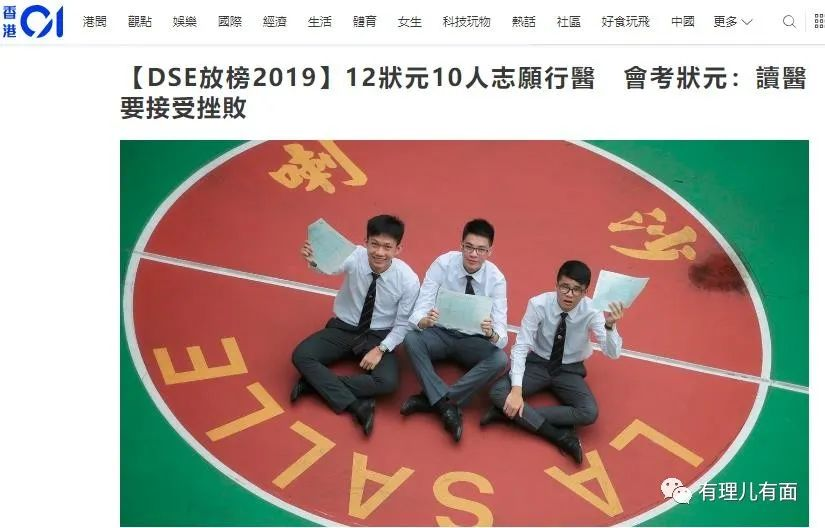 香港01
港聞 觀點 娛樂 國際 經濟 生活 體育 女生 科技玩物 熱話 社區 好食玩飛 中國 更多
【DSE放榜2019】12狀元10人志願行醫 會考狀元：讀醫
要接受挫敗
喇沙
LA SALLE
有理儿有面